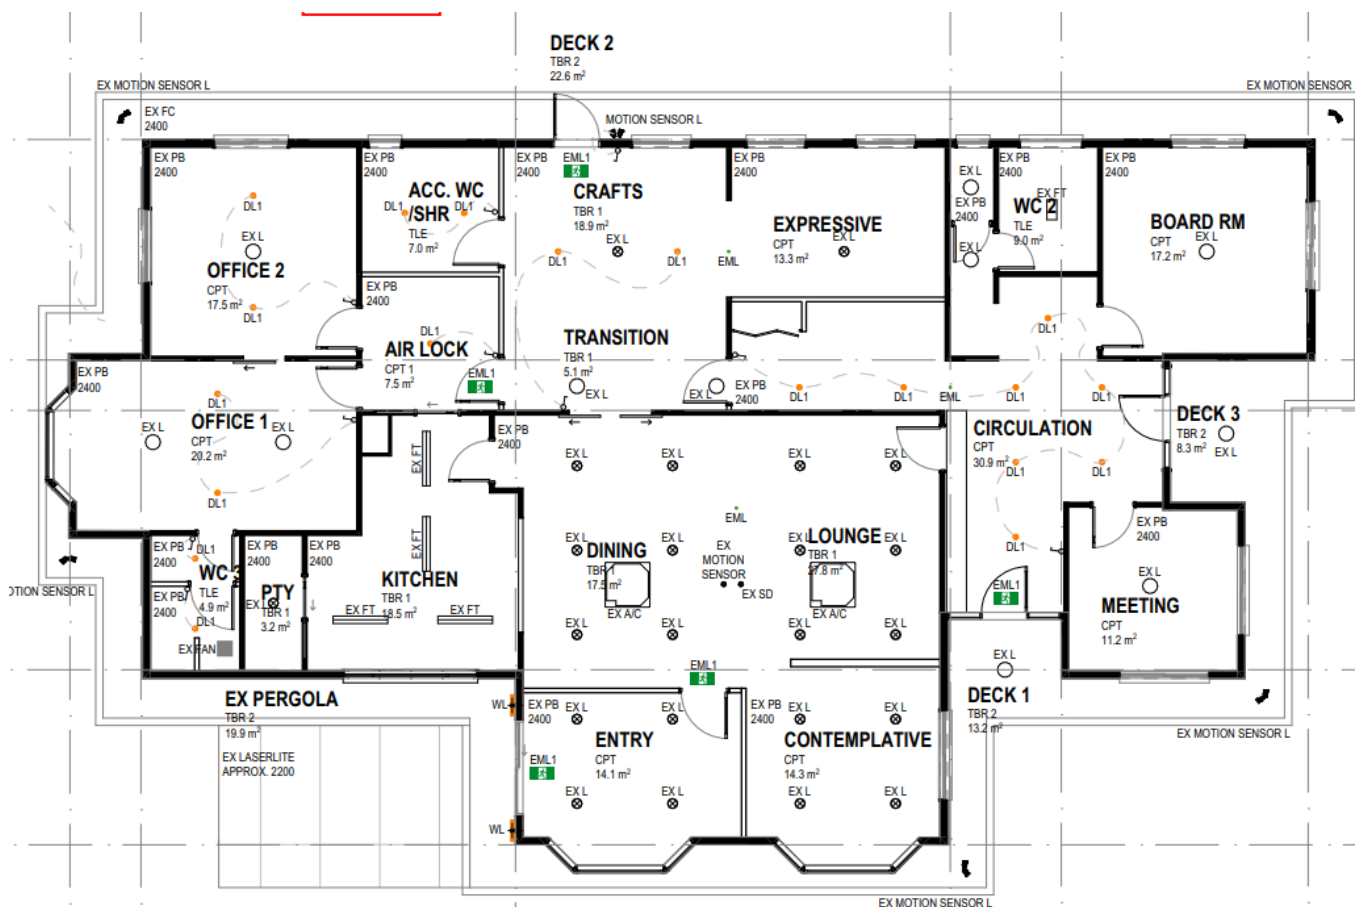 DECK 2
TBR 2
22.6 m²
EX MOTION SENSOR L
EX MOTION SENSOR
EX FC
2400
MOTION SENSOR L
EX PB
2400
EX PB
2400
EX PB
2400
EML1
EX PB
2400
EX L
EX PB
2400
EX PB
2400
EX PB
2400
DL1
ACC. WC
/SHR
TLE
7.0 m²
DL1
DL1
CRAFTS
TBR 1
18.9 m²
EX L
DL1
DL1
EML
EXPRESSIVE
CPT
13.3 m²
EX L
EX L
EX FT
WC 2
TLE
9.0 m²
BOARD RM
CPT
17.2 m²
EX L
EX L
OFFICE 2
CPT
17.5 m²
DL1
EX PB
2400
DL1
AIR LOCK
CPT 1
7.5 m²
EML1
TRANSITION
TBR 1
5.1 m²
EX L
EX L
EX PB
2400
DL1
DL1
EML
DL1
DL1
DL1
EX PB
2400
DL1
OFFICE 1
CPT
20.2 m²
EX L
EX L
DL1
EX PB
2400
EX FT
EX FT
CIRCULATION
CPT
30.9 m²
DL1
DL1
DL1
DECK 3
TBR 2
8.3 m²
EX L
EX L
EX L
EX L
EX L
EML
EX L
EX L
EX L
EX L
DINING
TBR 1
17.5 m²
EX A/C
EX
MOTION
SENSOR
EX SD
LOUNGE
TBR 1
27.8 m²
EX A/C
EX L
EX L
EX L
EX L
EX PB
2400
DL1
WC
TLE
4.9 m²
EX PB
2400
DL1
EX FAN
EX PB
2400
PTY
TBR 1
3.2 m²
EX L
EX PB
2400
KITCHEN
TBR 1
18.5 m²
EX FT
EX FT
EML1
EX PB
2400
EX L
MEETING
CPT
11.2 m²
OTION SENSOR L
EX PERGOLA
TBR 2
19.9 m²
EX LASERLITE
APPROX. 2200
WL
WL
EML1
EX PB
2400
EX L
EX L
ENTRY
CPT
14.1 m²
EML1
EX L
EX L
EX PB
2400
EX L
EX L
CONTEMPLATIVE
CPT
14.3 m²
EX L
EX L
EX L
DECK 1
TBR 2
13.2 m²
EX MOTION SENSOR L
EX MOTION SENSOR L